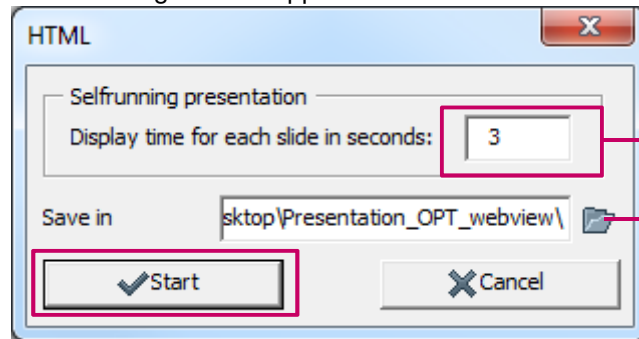 HTML
Selfrunning presentation
Display time for each slide in seconds: 3
Save in sktop\Presentation_OPT_webview\
Start Cancel